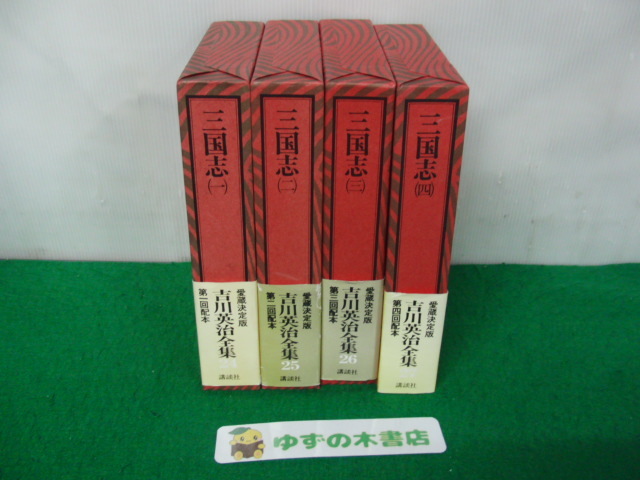 三国志(一)
愛蔵決定版
吉川英治全集
第一回配本
講談社
三国志(二)
愛蔵決定版
吉川英治全集
25
第二回配本
講談社
三国志(三)
愛蔵決定版
吉川英治全集
26
第三回配本
講談社
三国志(四)
愛蔵決定版
吉川英治全集
第四回配本
講談社
ゆずの木書店